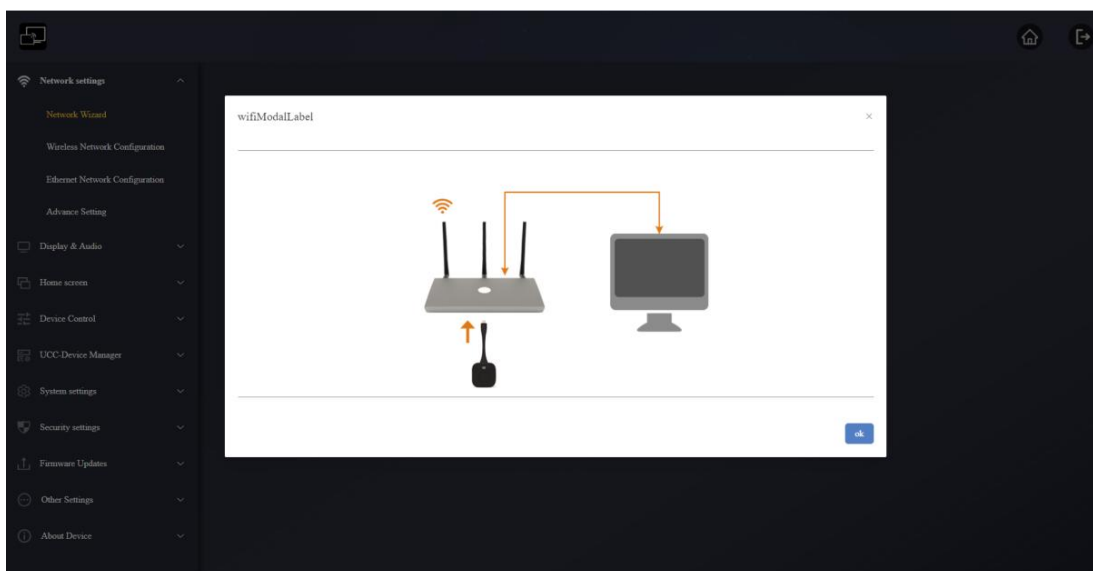 Network settings
Network Wizard
Wireless Network Configuration
Ethernet Network Configuration
Advance Setting
Display & Audio
Home screen
Device Control
UCC-Device Manager
System settings
Security settings
Firmware Updates
Other Settings
About Device
wifiModalLabel
ok